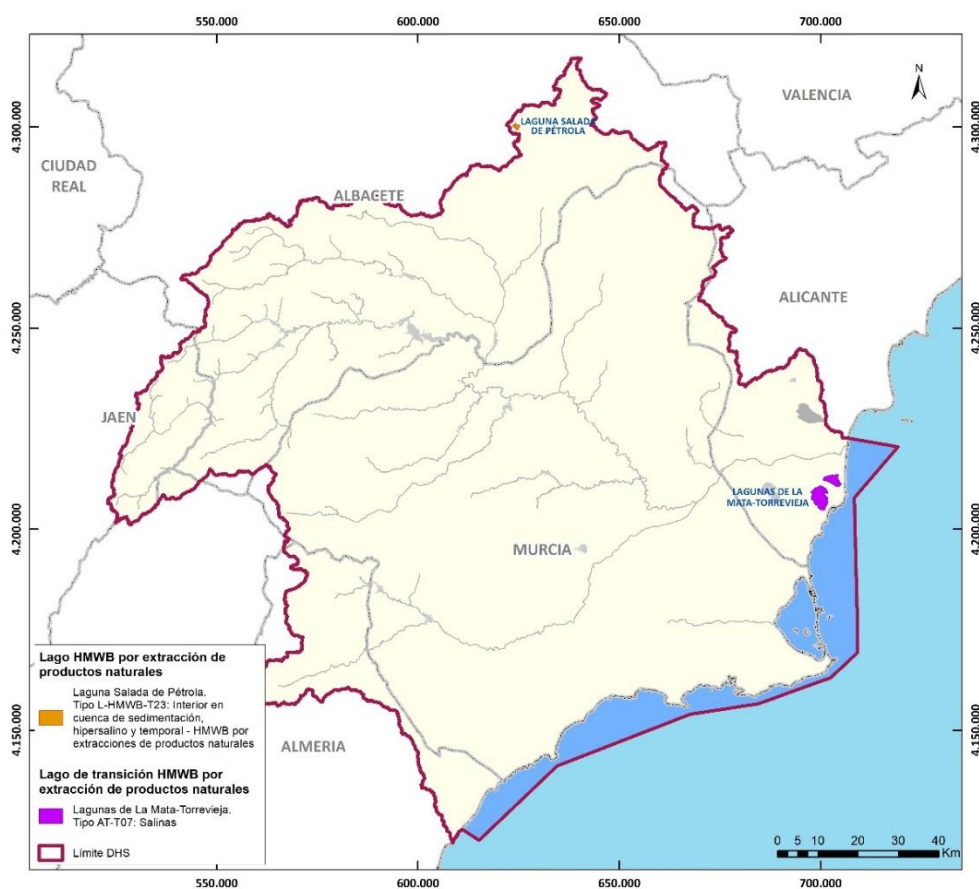 550.000
600.000
650.000
700.000
4.300.000
4.300.000
4.250.000
4.250.000
4.200.000
4.200.000
4.150.000
4.150.000
N
VALENCIA
CIUDAD
REAL
LAGUNA SALADA
DE PÉTROLA
ALBACETE
ALICANTE
JAEN
LAGUNAS DE LA
MATA-TORREVIEJA
MURCIA
ALMERIA
Lago HMWB por extracción de
productos naturales
Laguna Salada de Pétrola.
Tipo L-HMWB-T23: Interior en
cuenca de sedimentación,
hipersalino y temporal - HMWB por
extracciones de productos naturales
Lago de transición HMWB por
extracción de productos naturales
Lagunas de La Mata-Torrevieja.
Tipo AT-T07: Salinas
Límite DHS
0 5 10 20 30 40
Km
550.000
600.000
650.000
700.000